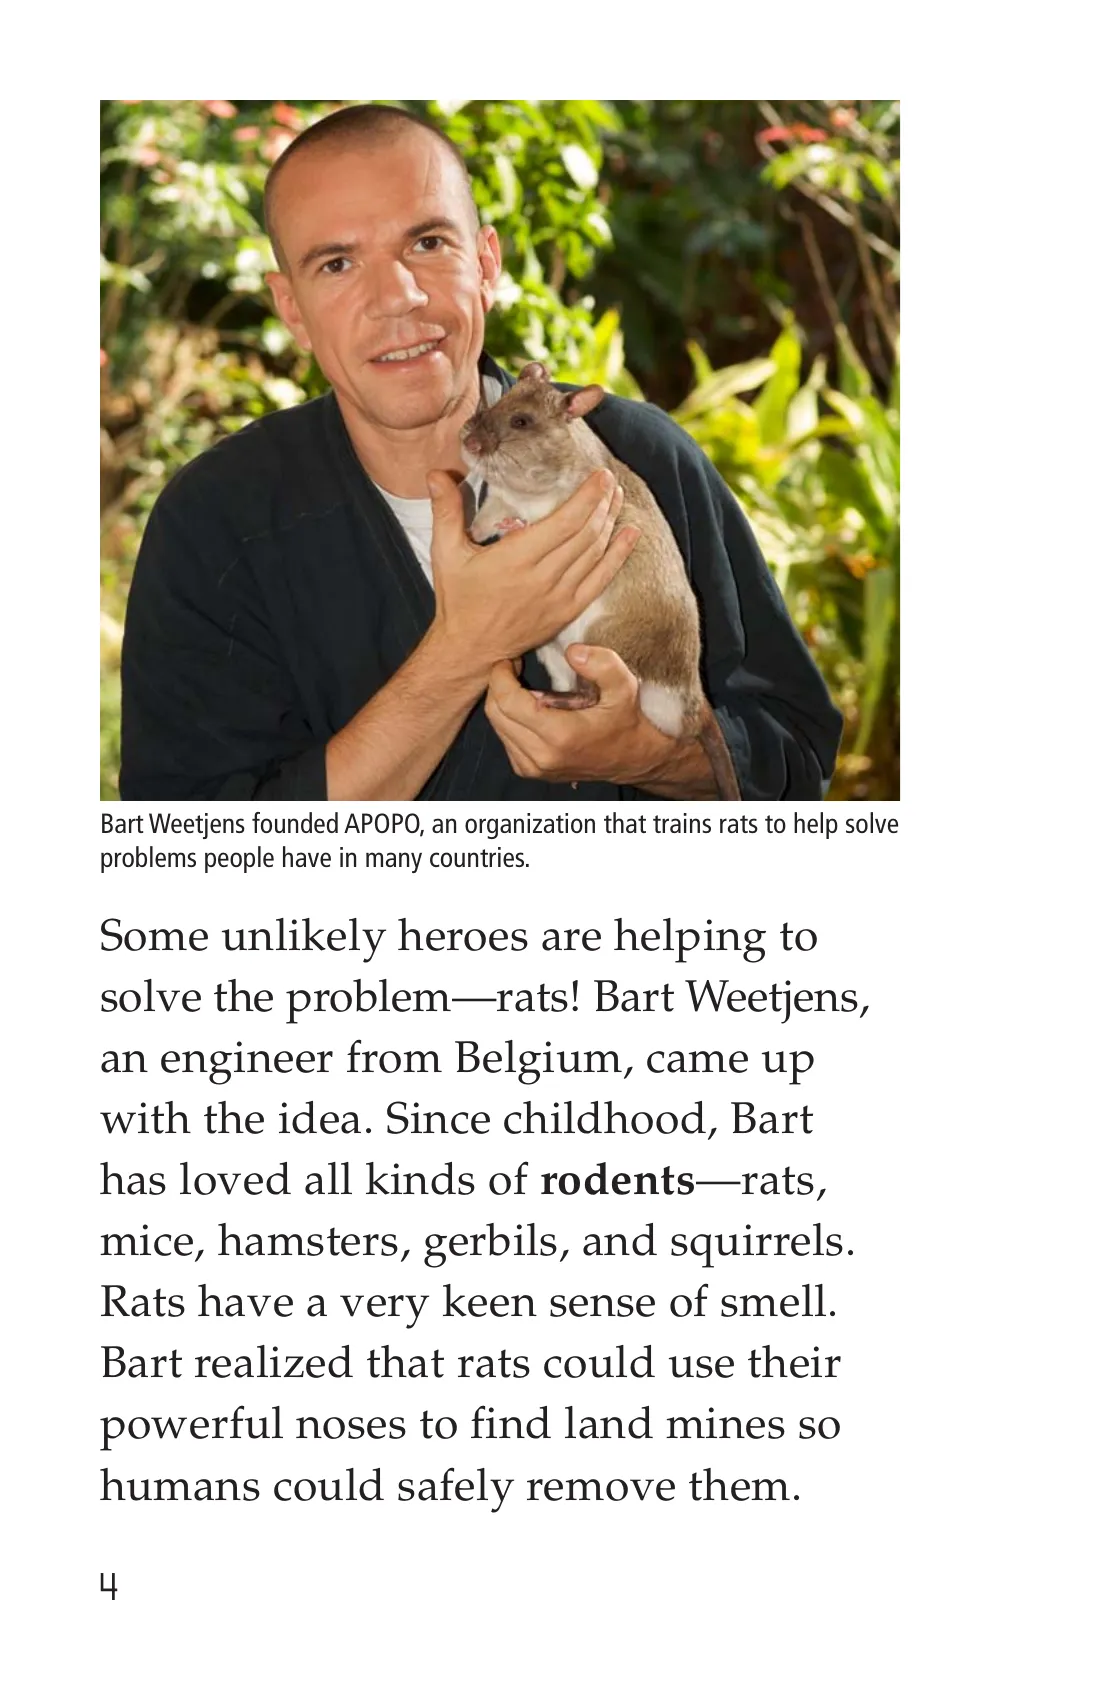 Bart Weetjens founded APOPO, an organization that trains rats to help solve
problems people have in many countries.
Some unlikely heroes are helping to
solve the problem—rats! Bart Weetjens,
an engineer from Belgium, came up
with the idea. Since childhood, Bart
has loved all kinds of rodents—rats,
mice, hamsters, gerbils, and squirrels.
Rats have a very keen sense of smell.
Bart realized that rats could use their
powerful noses to find land mines so
humans could safely remove them.
4